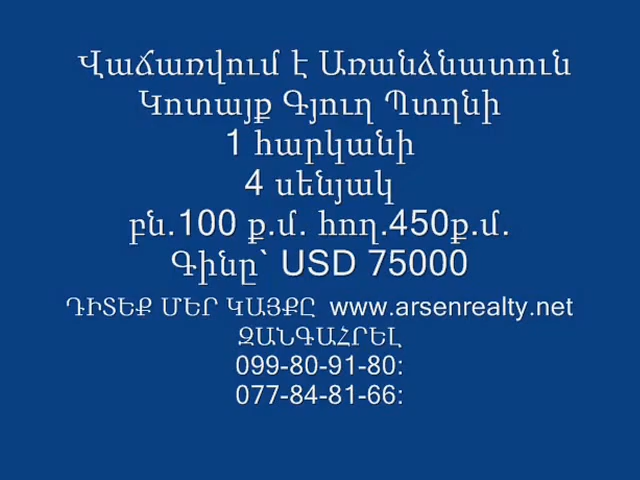 Վաճառվում է Առանձնատուն
Կոտայք Գյուղ Պտղնի
1 հարկանի
4 սենյակ
բն.100 ք.մ. հող.450ք.մ.
Գինը՝ USD 75000
ԴԻՏԵՔ ՄԵՐ ԿԱՅՔԸ www.arsenrealty.net
ԶԱՆԳԱՀՐԵԼ
099-80-91-80:
077-84-81-66: